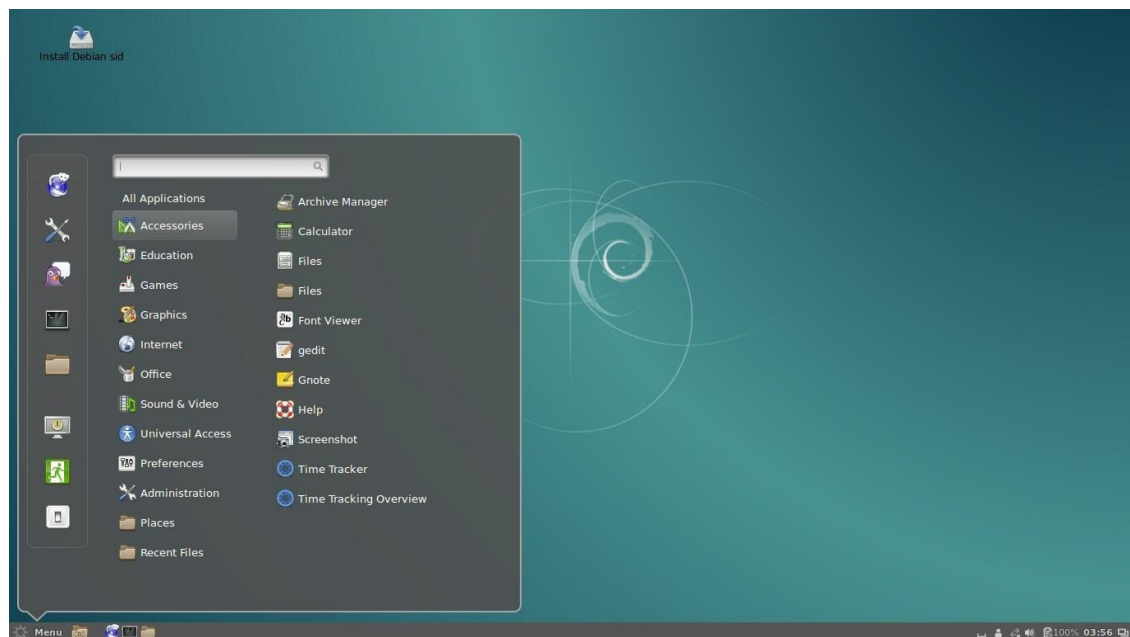 Install Debian sid
All Applications
Accessories
Education
Games
Graphics
Internet
Office
Sound & Video
Universal Access
Preferences
Administration
Places
Recent Files
Archive Manager
Calculator
Files
Files
Font Viewer
gedit
Gnote
Help
Screenshot
Time Tracker
Time Tracking Overview
Menu
100% 03:56